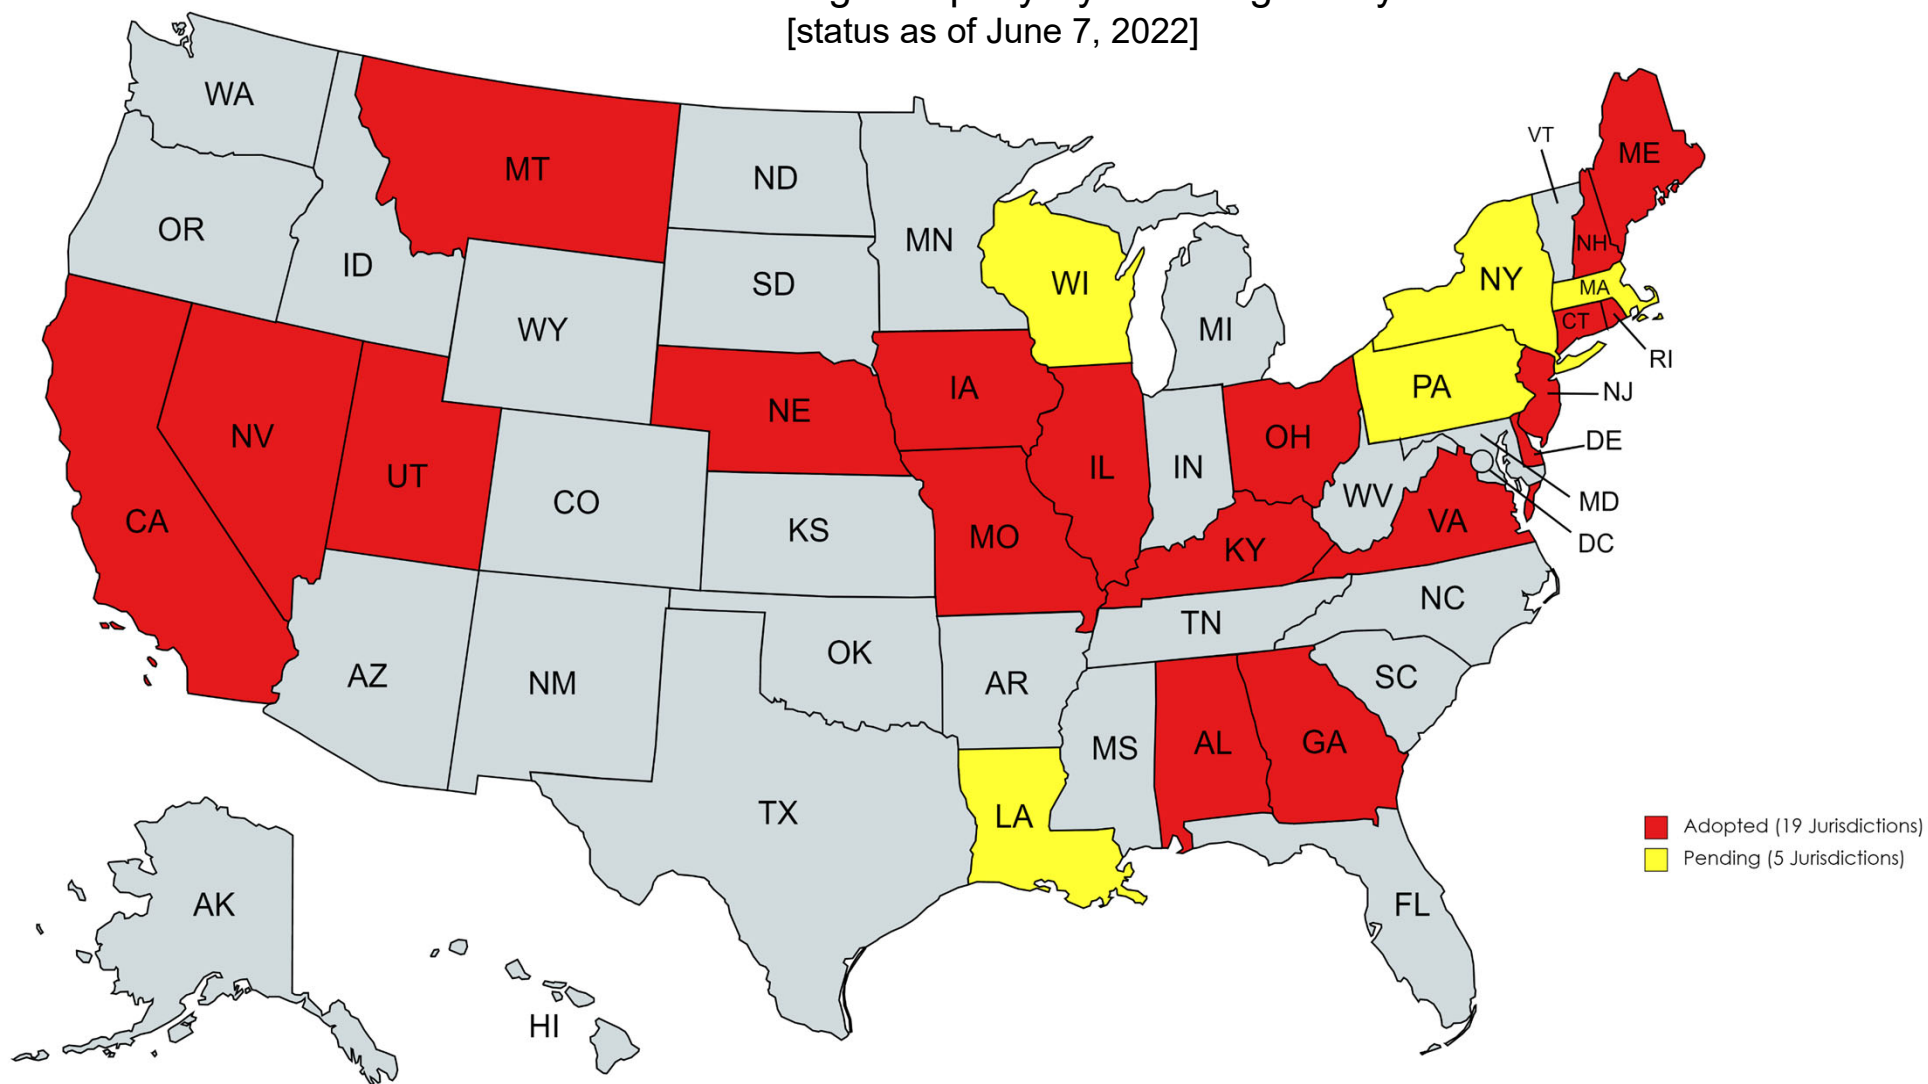 [status as of June 7, 2022]
WA
MT
ND
MN
VT
ME
OR
ID
SD
WI
NH
NY
MA
WY
MI
CT
RI
NE
IA
PA
NJ
NV
OH
DE
UT
IL
IN
CO
WV
MD
CA
KS
MO
VA
KY
DC
NC
TN
AZ
NM
OK
AR
SC
MS
AL
GA
TX
LA
Adopted (19 Jurisdictions)
Pending (5 Jurisdictions)
AK
FL
HI